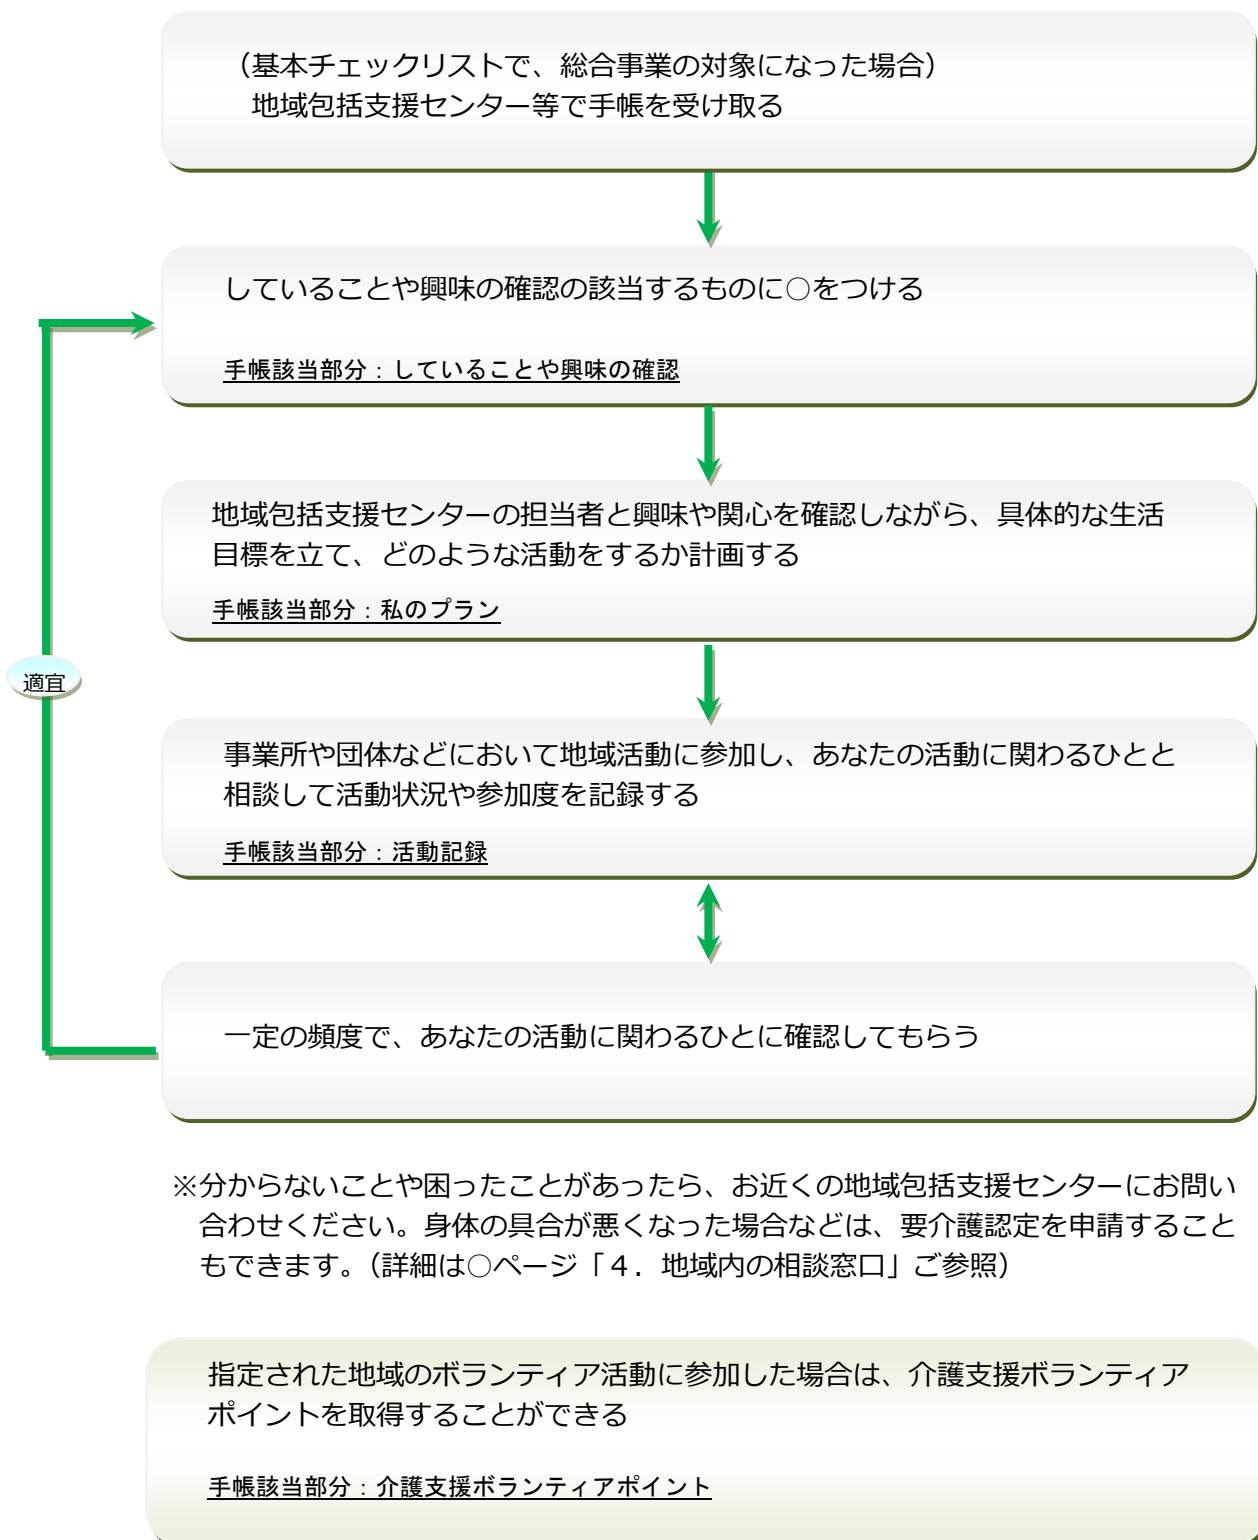 （基本チェックリストで、総合事業の対象になった場合）
地域包括支援センター等で手帳を受け取る
していることや興味の確認の該当するものに○をつける
手帳該当部分：していることや興味の確認
地域包括支援センターの担当者と興味や関心を確認しながら、具体的な生活
目標を立て、どのような活動をするか計画する
手帳該当部分：私のプラン
適宜
事業所や団体などにおいて地域活動に参加し、あなたの活動に関わるひとと
相談して活動状況や参加度を記録する
手帳該当部分：活動記録
一定の頻度で、あなたの活動に関わるひとに確認してもらう
※分からないことや困ったことがあったら、お近くの地域包括支援センターにお問い
合わせください。身体の具合が悪くなった場合などは、要介護認定を申請すること
もできます。（詳細は○ページ「４．地域内の相談窓口」ご参照）
指定された地域のボランティア活動に参加した場合は、介護支援ボランティア
ポイントを取得することができる
手帳該当部分：介護支援ボランティアポイント